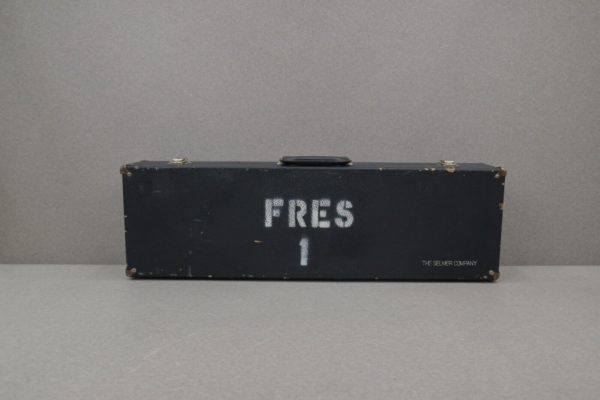 FRES
1
THE SELMER COMPANY